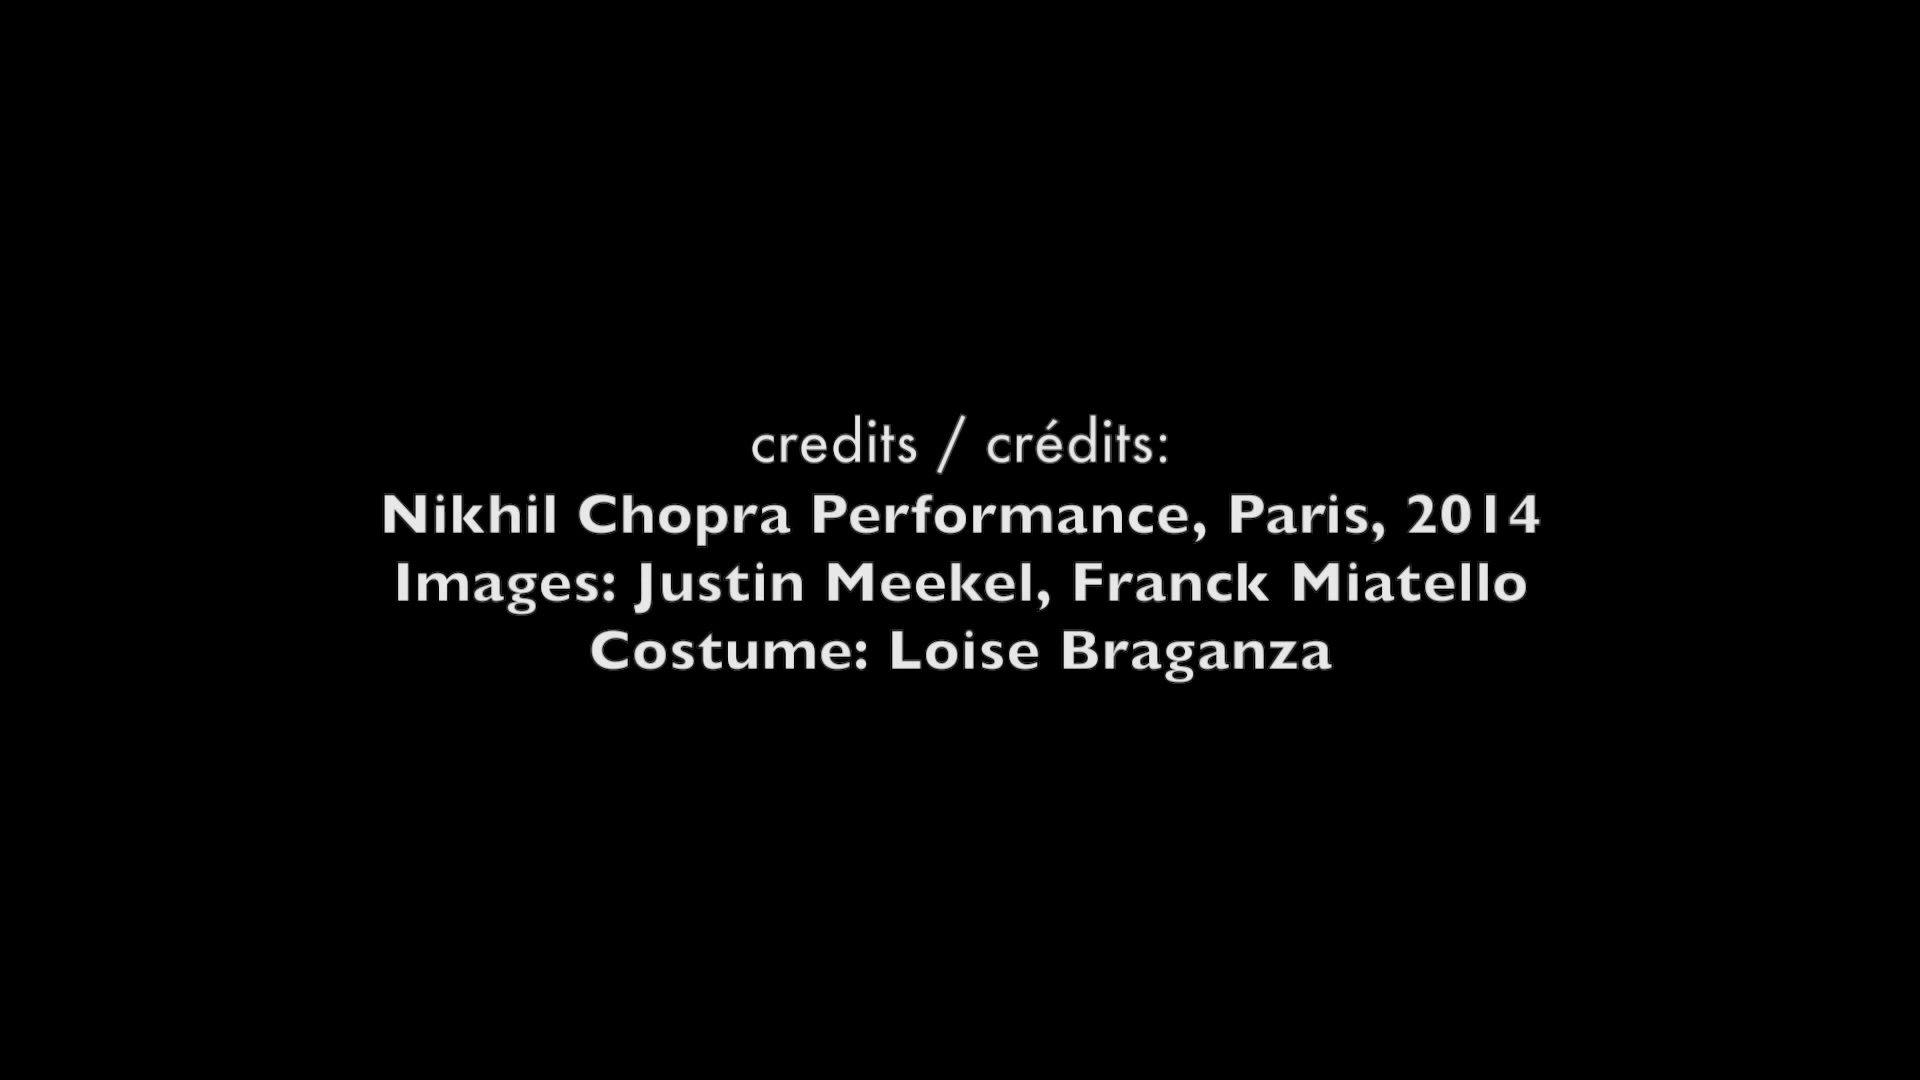 credits / crédits:
Nikhil Chopra Performance, Paris, 2014
Images: Justin Meekel, Franck Miatello
Costume: Loise Braganza